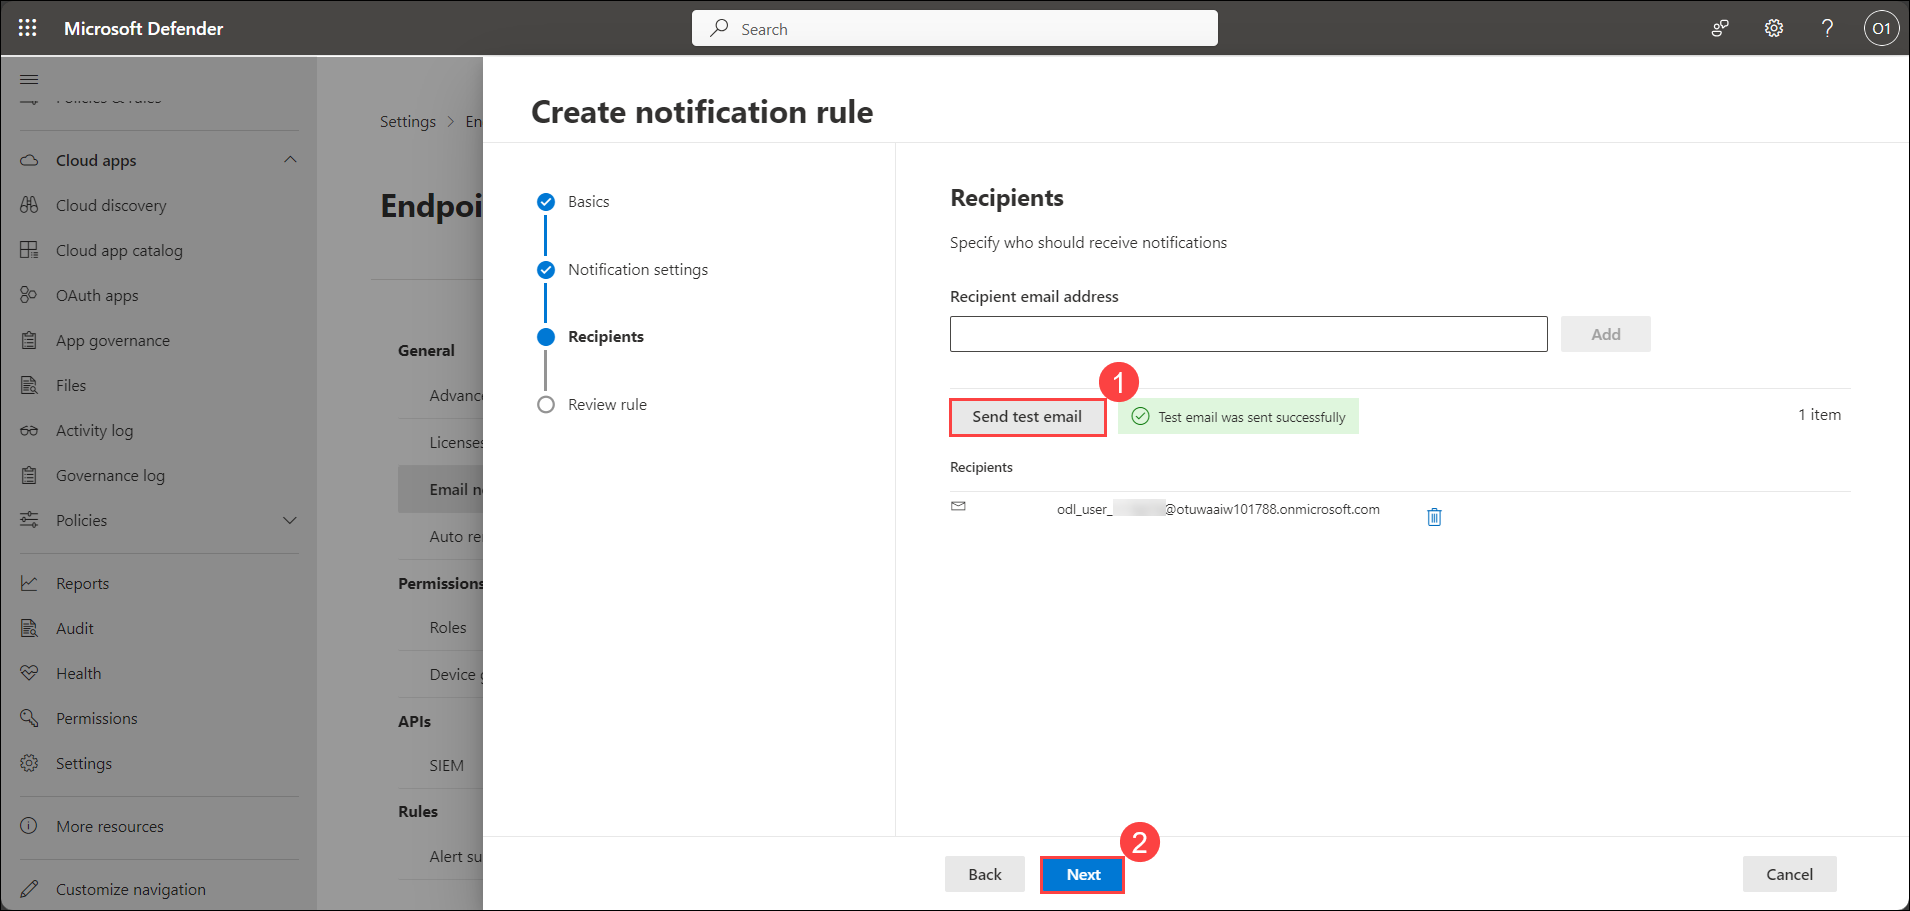 Microsoft Defender
Search
O1
Policies & rules
Cloud apps
Cloud discovery
Cloud app catalog
OAuth apps
App governance
Files
Activity log
Governance log
Policies
Reports
Audit
Health
Permissions
Settings
More resources
Customize navigation
Settings > En
Endpoi
General
Advanc
Licenses
Email n
Auto re
Permissions
Roles
Device g
APIs
SIEM
Rules
Alert su
Create notification rule
Basics
Notification settings
Recipients
Review rule
Recipients
Specify who should receive notifications
Recipient email address
Add
1
Send test email
Test email was sent successfully
1 item
Recipients
odl_user_ @otuwaaiw101788.onmicrosoft.com
2
Back
Next
Cancel